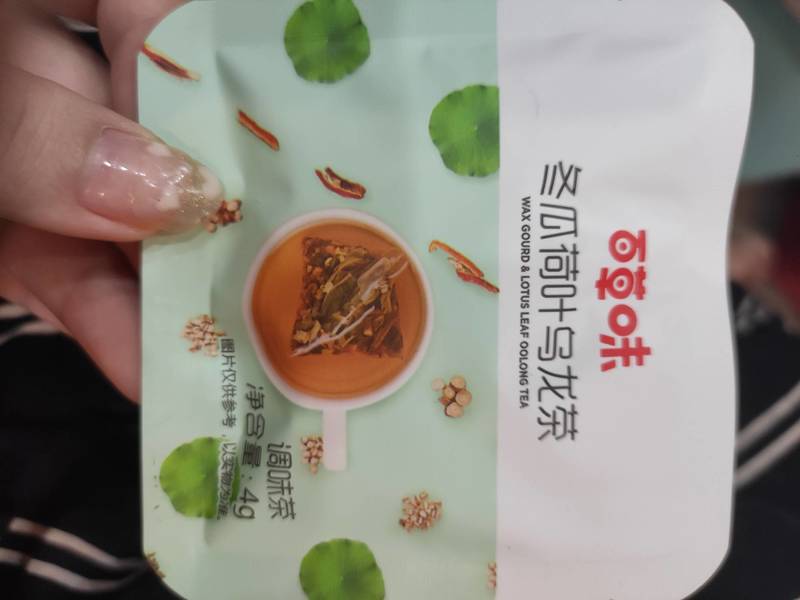 百草味
冬瓜荷叶乌龙茶
WAX GOURD & LOTUS LEAF OOLONG TEA
调味茶
净含量：4g
图片仅供参考，以实物为准。